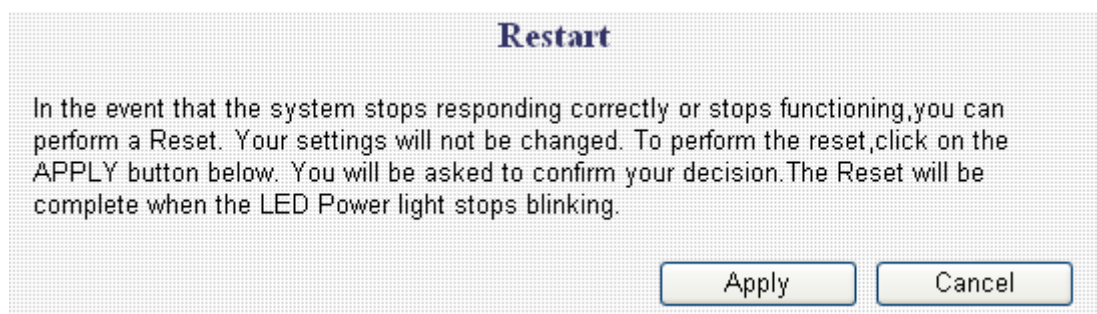 Restart
In the event that the system stops responding correctly or stops functioning,you can
perform a Reset. Your settings will not be changed. To perform the reset,click on the
APPLY button below. You will be asked to confirm your decision.The Reset will be
complete when the LED Power light stops blinking.
Apply Cancel